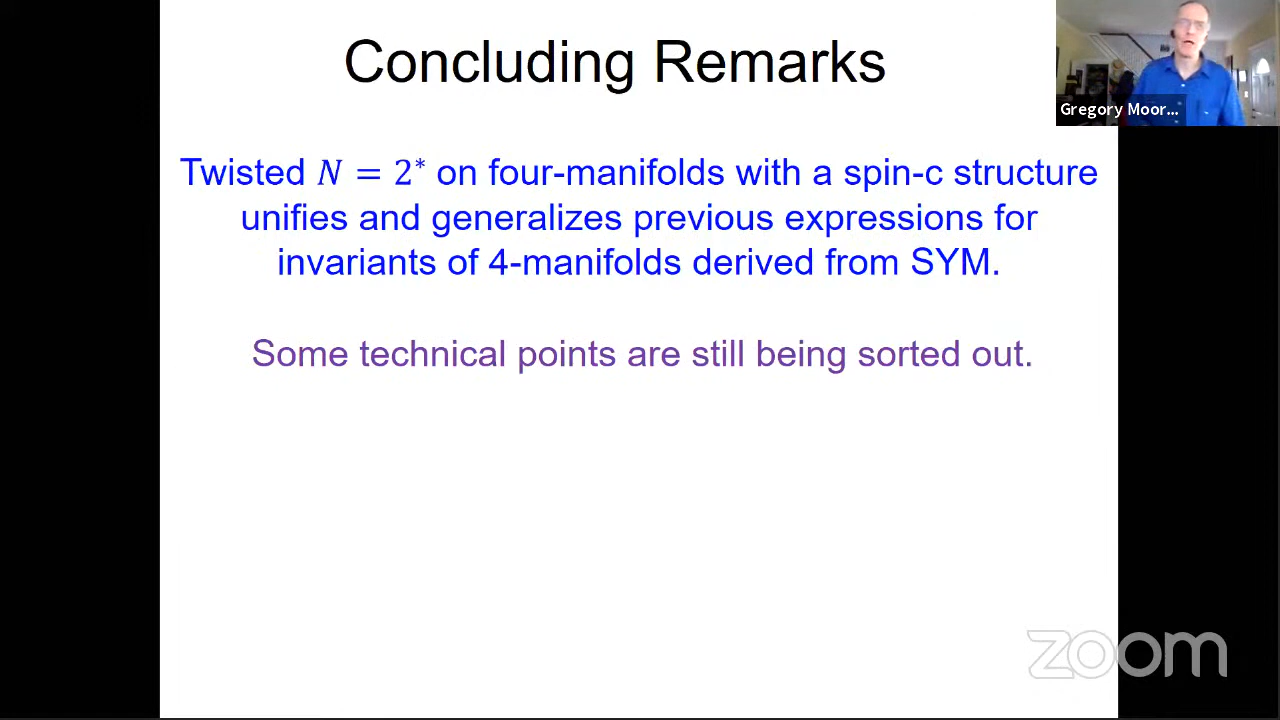 Concluding Remarks
Gregory Moor...
Twisted N = 2* on four-manifolds with a spin-c structure
unifies and generalizes previous expressions for
invariants of 4-manifolds derived from SYM.
Some technical points are still being sorted out.
zoom